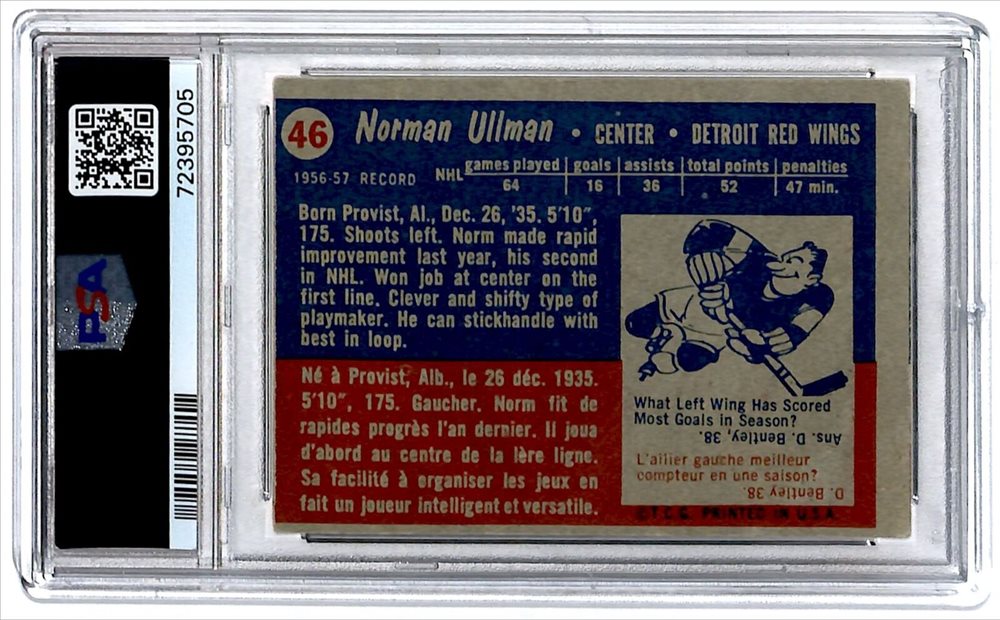 72395705
PSA
46 Norman Ullman • CENTER • DETROIT RED WINGS
games played goals assists total points penalties
1956-57 RECORD NHL 64 16 36 52 47 min.
Born Provist, Al., Dec. 26, '35. 5'10",
175. Shoots left. Norm made rapid
improvement last year, his second
in NHL. Won job at center on the
first line. Clever and shifty type of
playmaker. He can stickhandle with
best in loop.
Né à Provist, Alb., le 26 déc. 1935.
5'10", 175. Gaucher. Norm fit de
rapides progrès l'an dernier. Il joua
d'abord au centre de la lère ligne.
Sa facilité à organiser les jeux en
fait un joueur intelligent et versatile.
What Left Wing Has Scored
Most Goals in Season?
Ans. D. Bentley, '38.
L'ailier gauche meilleur
compteur en une saison?
D. Bentley 38.
©T.C.G. PRINTED IN U.S.A.